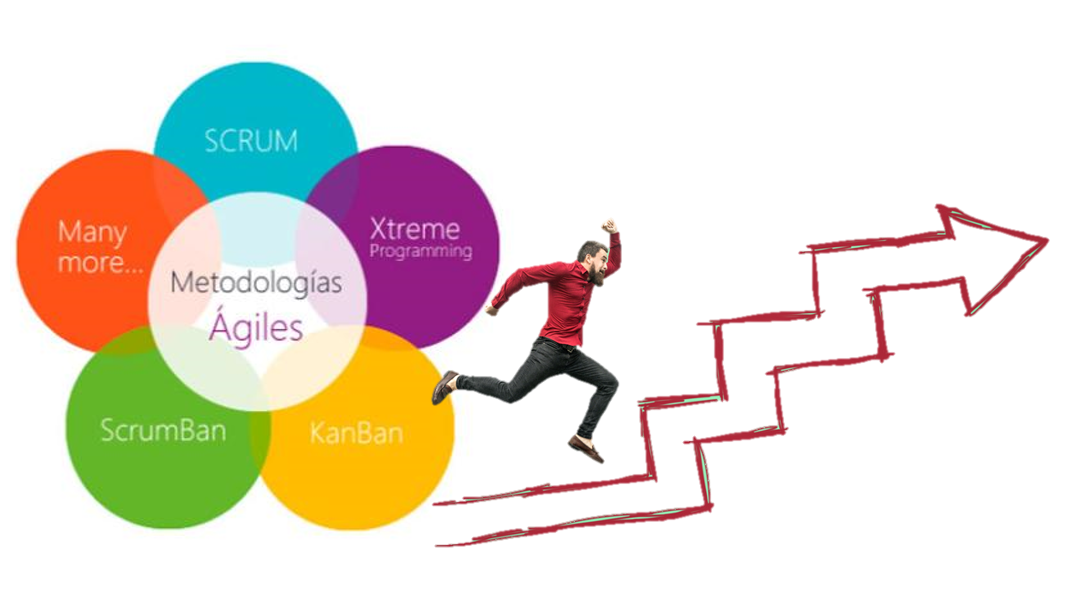 SCRUM
Many
more...
Xtreme
Programming
Metodologías
Ágiles
ScrumBan
KanBan